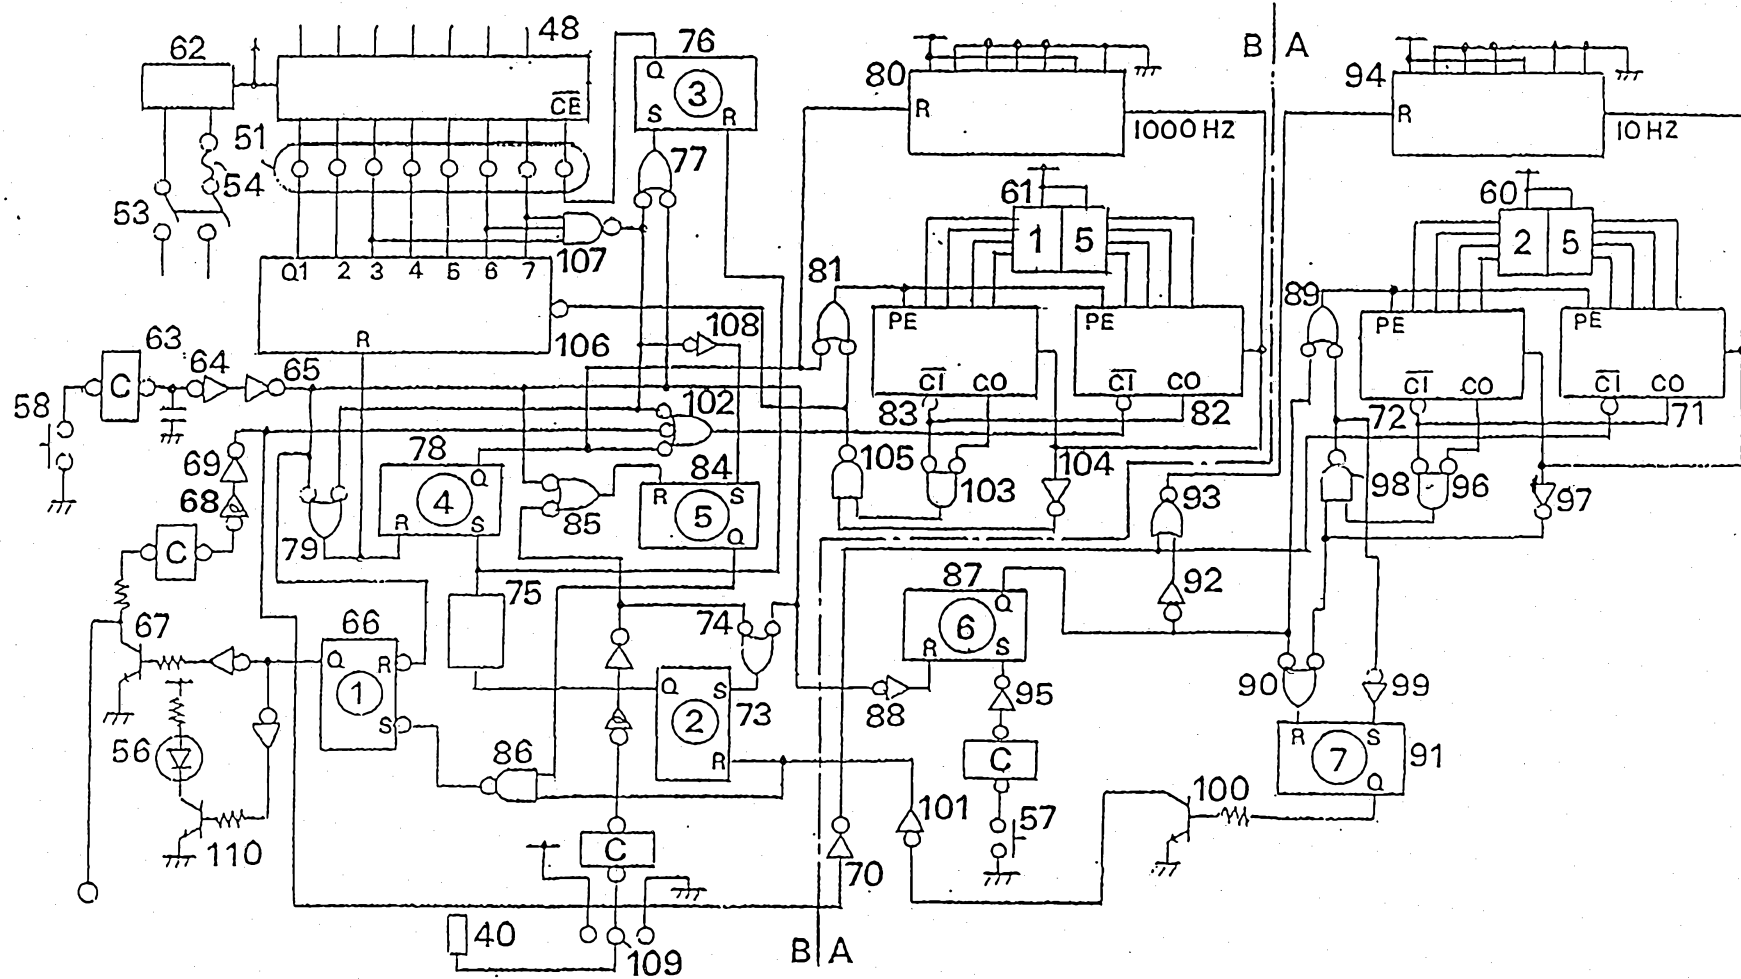 62
48
CE
51
54
53
76
Q
3
S
R
77
80
R
1000 HZ
B
A
94
R
10 HZ
Q1
2
3
4
5
6
7
107
R
106
61
1
5
60
2
5
81
PE
PE
CI
CO
CI
CO
83
82
89
PE
PE
CI
CO
CI
CO
72
71
108
63
C
64
65
58
102
69
68
C
78
Q
4
R
S
79
84
R
S
5
Q
85
105
103
104
93
98
96
97
75
74
67
66
Q
R
1
S
Q
S
2
R
73
87
Q
6
R
S
92
88
95
90
99
R
S
7
Q
91
56
86
C
57
101
100
110
C
70
40
109
B
A